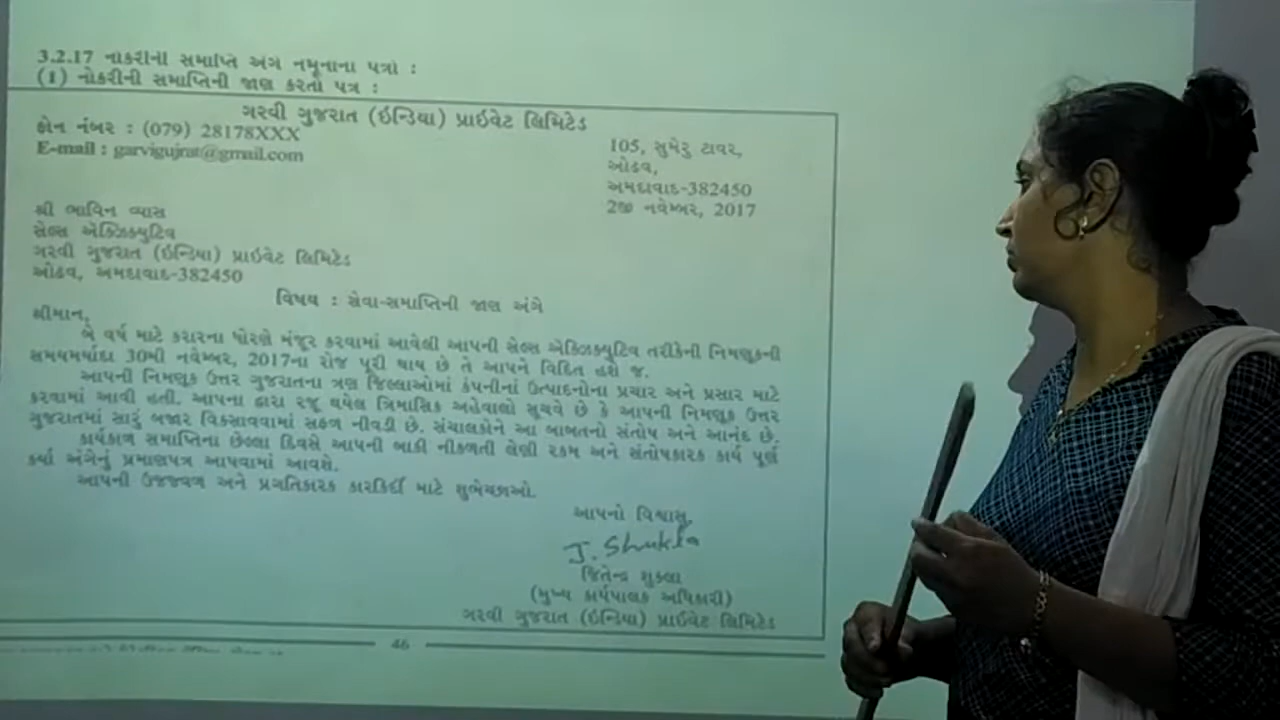 3.2.17 નોકરીની સમાપ્તિ અંગે નમૂનાના પત્રો :
(1) નોકરીની સમાપ્તિની જાણ કરતો પત્ર :
ગરવી ગુજરાત (ઇન્ડિયા) પ્રાઇવેટ લિમિટેડ
ફોન નંબર : (079) 28178XXX
E-mail : garvigujrat@gmail.com
105, સુમેરુ ટાવર,
ઓઢવ,
અમદાવાદ-382450
2જી નવેમ્બર, 2017
શ્રી ભાવિન વ્યાસ
સેલ્સ એક્ઝિક્યુટિવ
ગરવી ગુજરાત (ઇન્ડિયા) પ્રાઇવેટ લિમિટેડ
ઓઢવ, અમદાવાદ-382450
વિષય : સેવા-સમાપ્તિની જાણ અંગે
શ્રીમાન,
બે વર્ષ માટે કરારના ધોરણે મંજૂર કરવામાં આવેલી આપની સેલ્સ એક્ઝિક્યુટિવ તરીકેની નિમણૂકની
સમયમર્યાદા 30મી નવેમ્બર, 2017ના રોજ પૂરી થાય છે તે આપને વિદિત હશે જ.
આપની નિમણૂક ઉત્તર ગુજરાતના ત્રણ જિલ્લાઓમાં કંપનીનાં ઉત્પાદનોના પ્રચાર અને પ્રસાર માટે
કરવામાં આવી હતી. આપના દ્વારા રજૂ થયેલ ત્રિમાસિક અહેવાલો સૂચવે છે કે આપની નિમણૂક ઉત્તર
ગુજરાતમાં સારું બજાર વિકસાવવામાં સફળ નીવડી છે. સંચાલકોને આ બાબતનો સંતોષ અને આનંદ છે.
કાર્યકાળ સમાપ્તિના છેલ્લા દિવસે આપની બાકી નીકળતી લેણી રકમ અને સંતોષકારક કાર્ય પૂર્ણ
કર્યા અંગેનું પ્રમાણપત્ર આપવામાં આવશે.
આપની ઉજ્જવળ અને પ્રગતિકારક કારકિર્દી માટે શુભેચ્છાઓ.
આપનો વિશ્વાસુ,
J. Shukla
જિતેન્દ્ર શુક્લા
(મુખ્ય કાર્યપાલક અધિકારી)
ગરવી ગુજરાત (ઇન્ડિયા) પ્રાઇવેટ લિમિટેડ
46